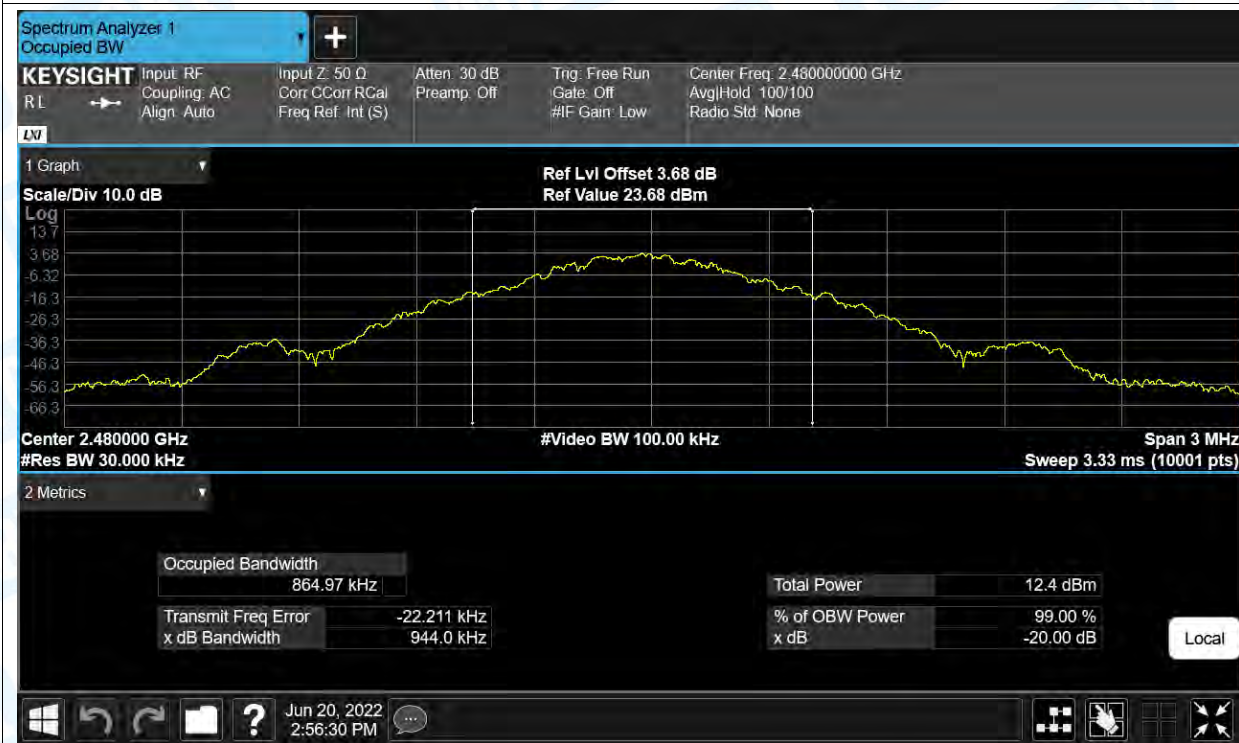 Spectrum Analyzer 1
Occupied BW
+
KEYSIGHT
R L
LXI
Input: RF
Coupling: AC
Align: Auto
Input Z: 50 Ω
Corr CCorr RCal
Freq Ref: Int (S)
Atten: 30 dB
Preamp: Off
Trig: Free Run
Gate: Off
#IF Gain: Low
Center Freq: 2.480000000 GHz
Avg|Hold: 100/100
Radio Std: None
1 Graph
Scale/Div 10.0 dB
Ref Lvl Offset 3.68 dB
Ref Value 23.68 dBm
Log
13.7
3.68
-6.32
-16.3
-26.3
-36.3
-46.3
-56.3
-66.3
Center 2.480000 GHz
#Res BW 30.000 kHz
#Video BW 100.00 kHz
Span 3 MHz
Sweep 3.33 ms (10001 pts)
2 Metrics
Occupied Bandwidth
864.97 kHz
Transmit Freq Error -22.211 kHz
x dB Bandwidth 944.0 kHz
Total Power 12.4 dBm
% of OBW Power 99.00 %
x dB -20.00 dB
Local
?
Jun 20, 2022
2:56:30 PM